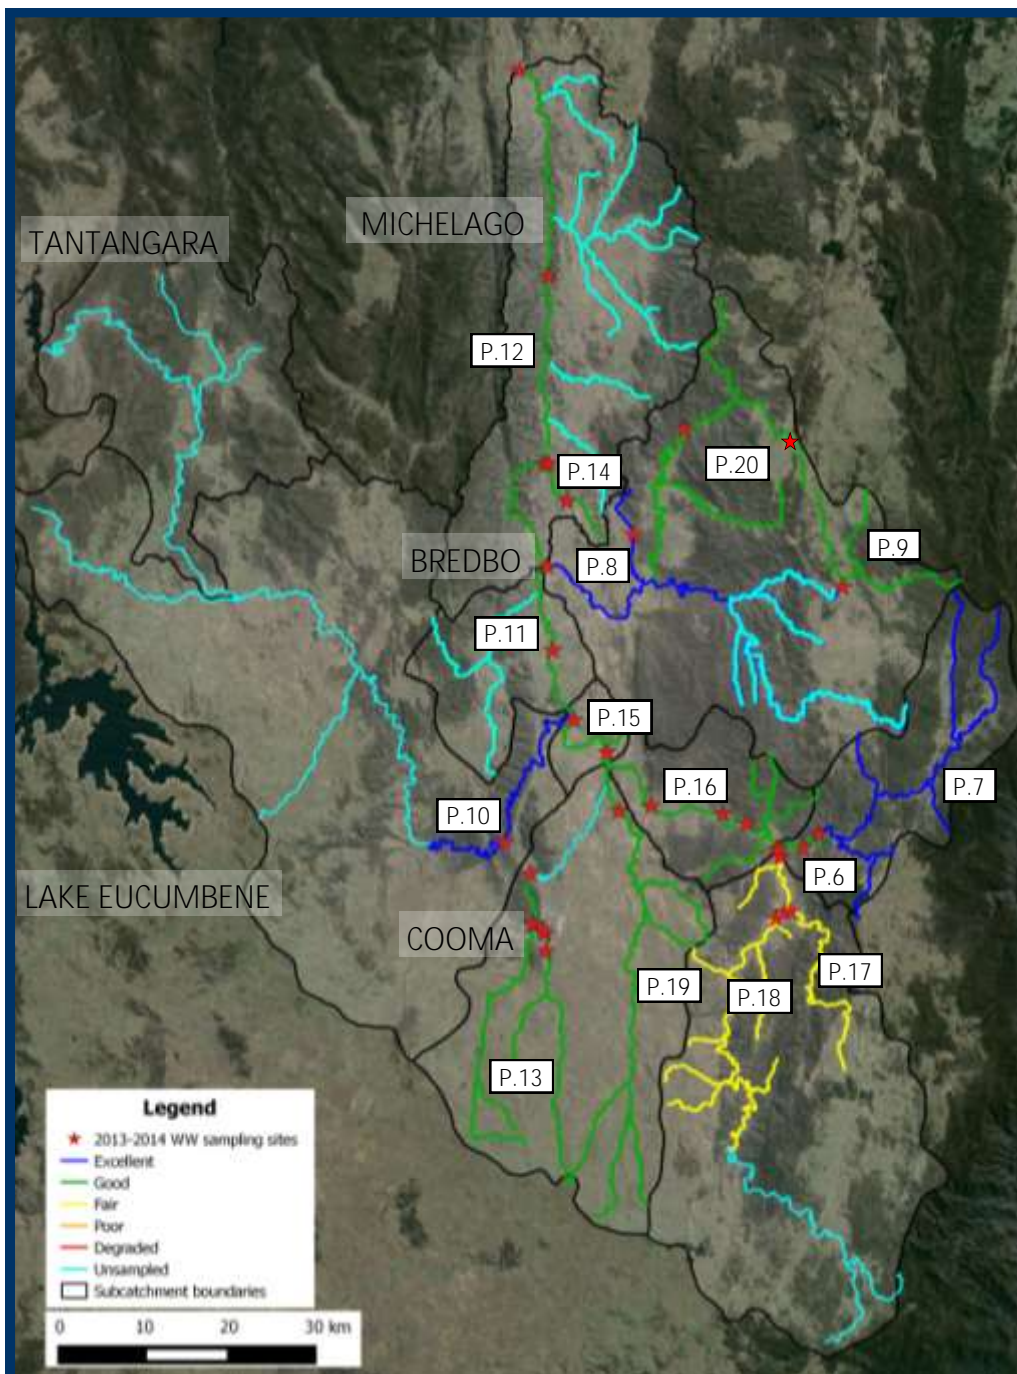 MICHELAGO
TANTANGARA
P.12
P.14
P.20
BREDBO
P.8
P.9
P.11
P.15
P.16
P.7
P.10
P.6
LAKE EUCUMBENE
COOMA
P.17
P.19
P.18
P.13
Legend
2013-2014 WW sampling sites
Excellent
Good
Fair
Poor
Degraded
Unsampled
Subcatchment boundaries
0 10 20 30 km